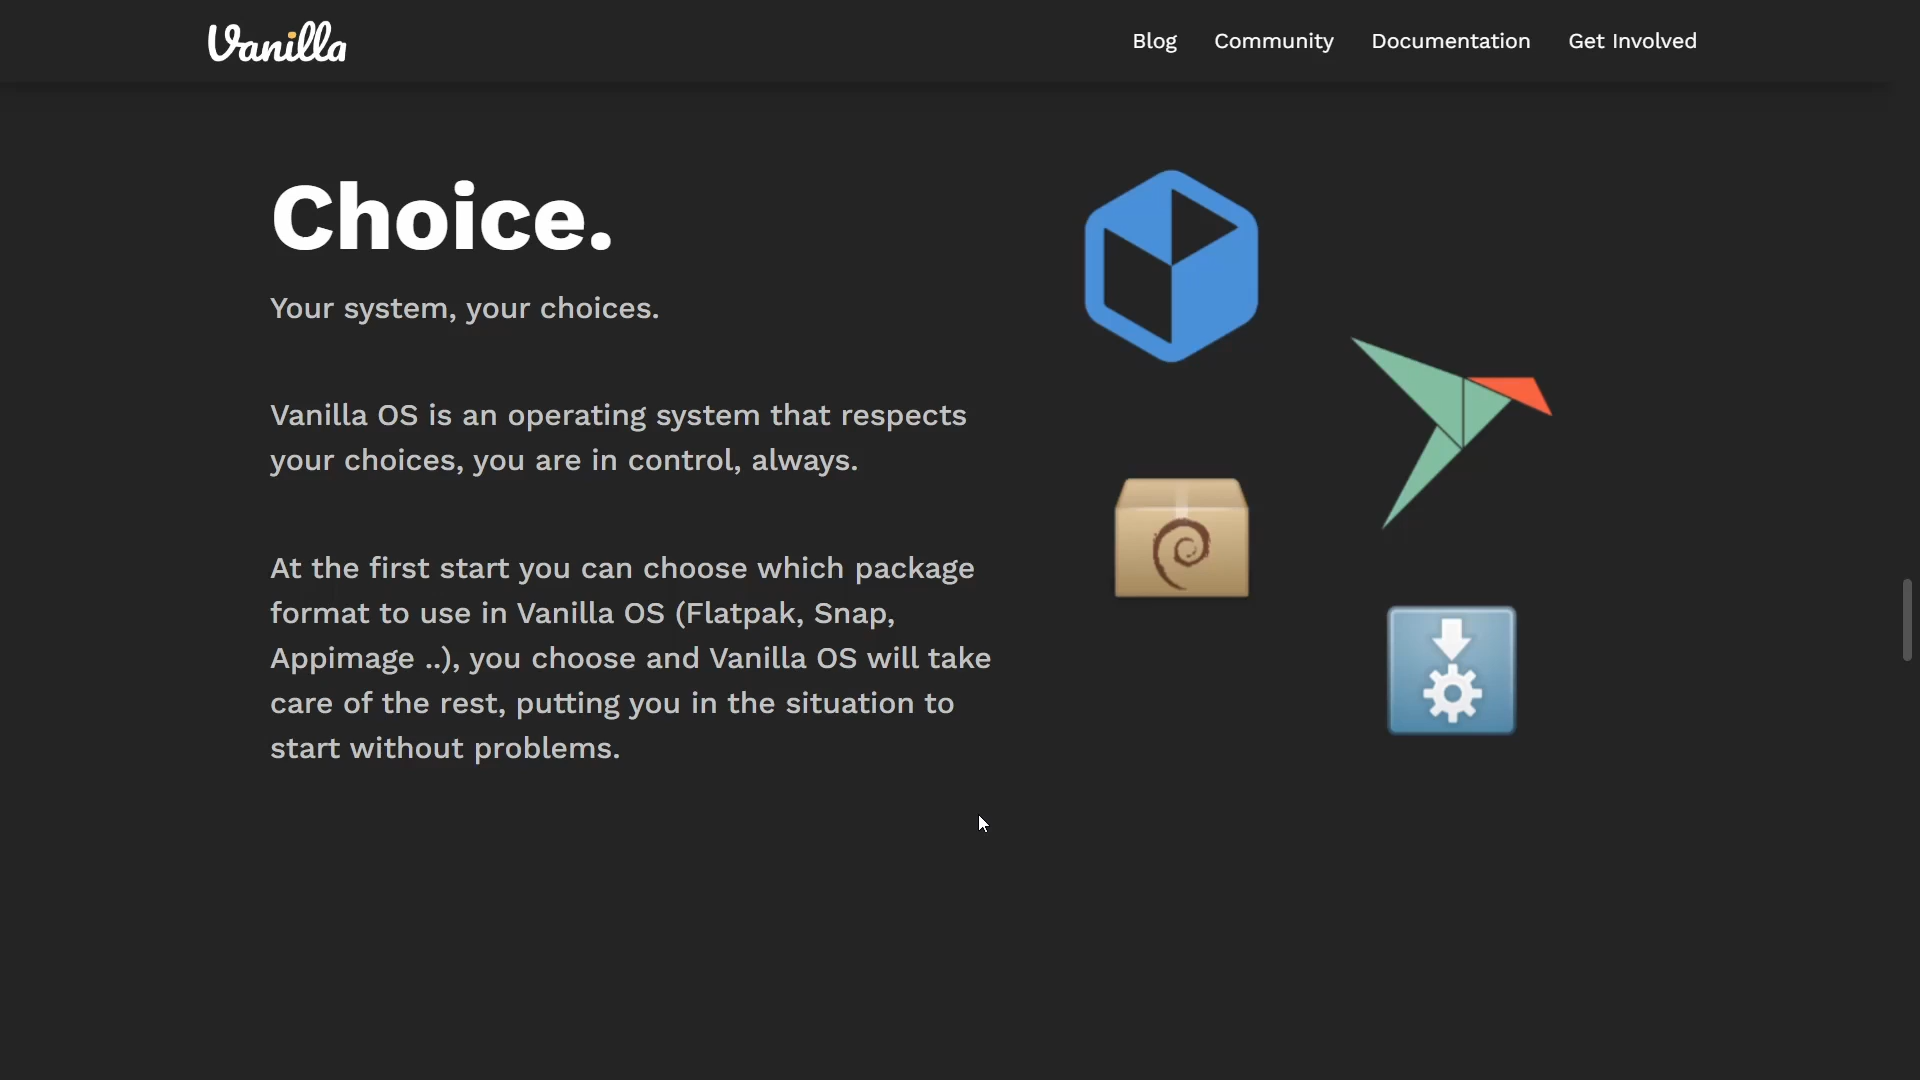 Vanilla
Blog
Community
Documentation
Get Involved
Choice.
Your system, your choices.
Vanilla OS is an operating system that respects
your choices, you are in control, always.
At the first start you can choose which package
format to use in Vanilla OS (Flatpak, Snap,
Appimage ..), you choose and Vanilla OS will take
care of the rest, putting you in the situation to
start without problems.